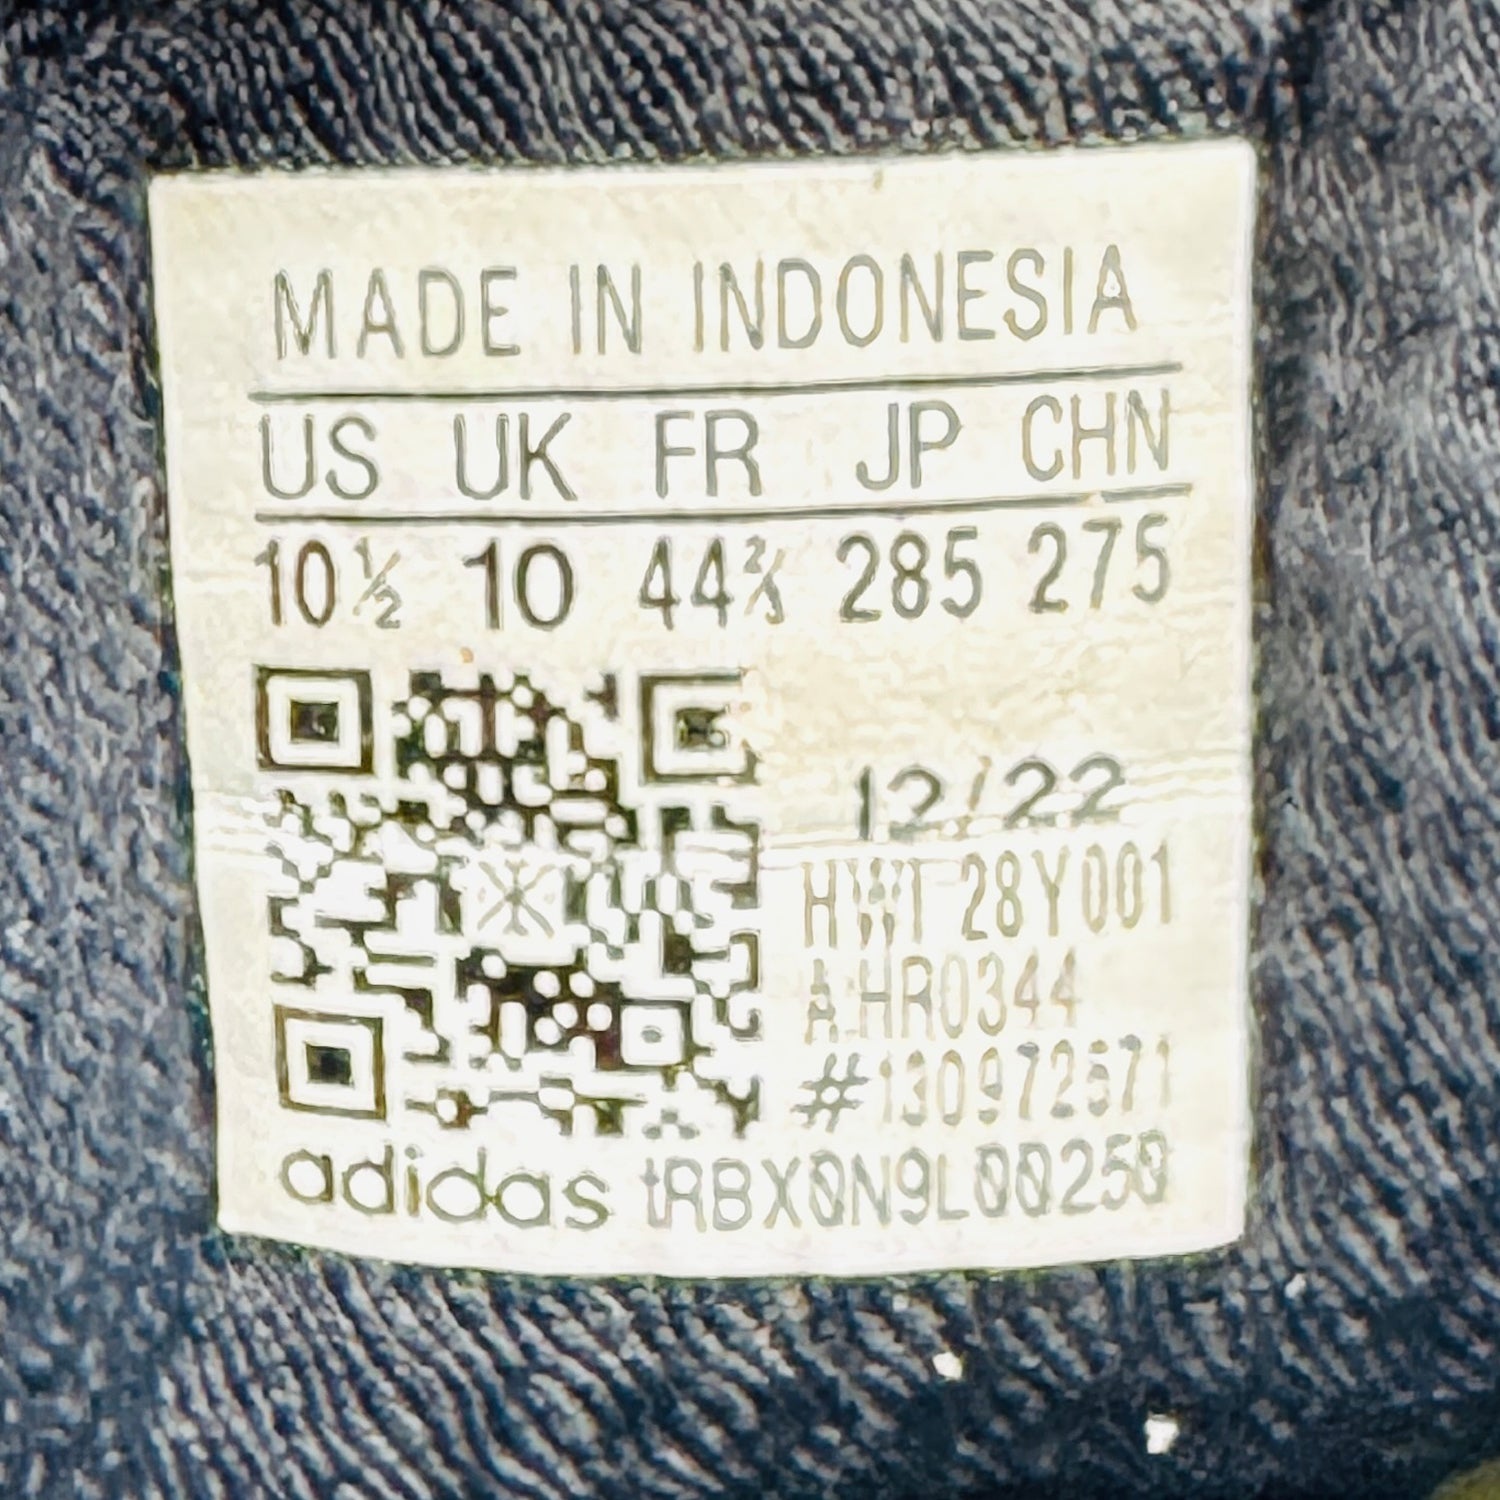 MADE IN INDONESIA
US UK FR JP CHN
10½ 10 44⅔ 285 275
12/22
HWI 28Y001
A.HR0344
#130972571
adidas tRBX0N9L00250